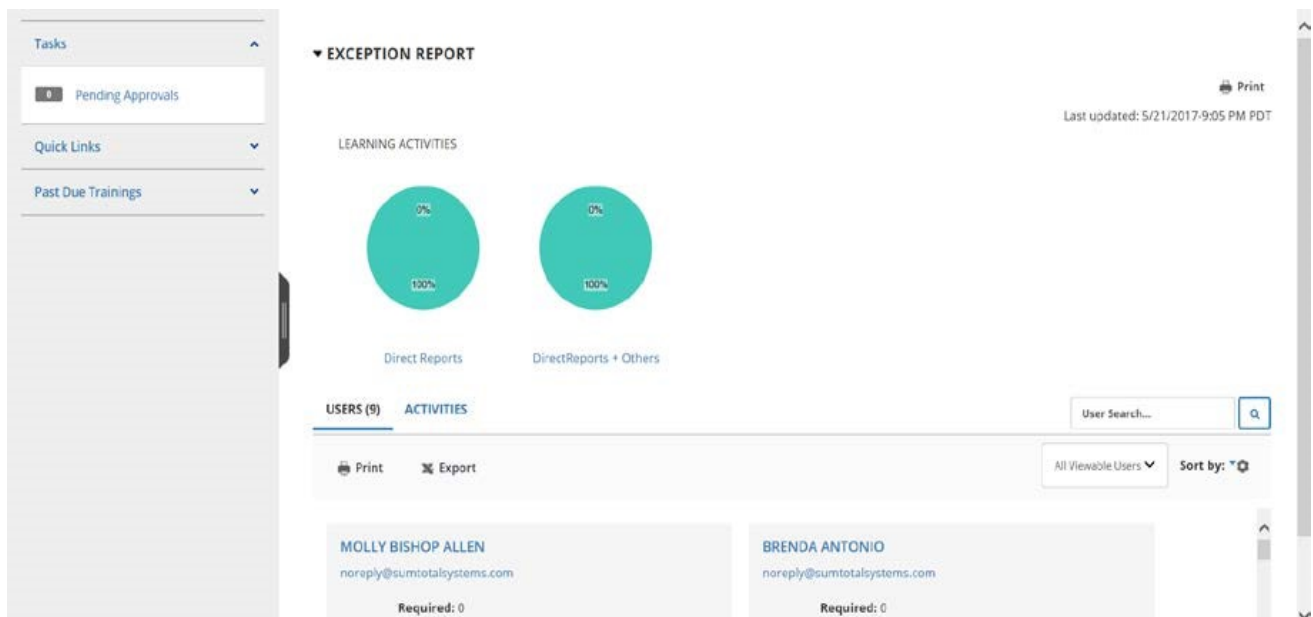 Tasks
0 Pending Approvals
Quick Links
Past Due Trainings
EXCEPTION REPORT
Print
Last updated: 5/21/2017-9:05 PM PDT
LEARNING ACTIVITIES
0%
100%
Direct Reports
0%
100%
DirectReports + Others
USERS (9) ACTIVITIES
User Search...
Print Export
All Viewable Users Sort by:
MOLLY BISHOP ALLEN
noreply@sumtotalsystems.com
Required: 0
BRENDA ANTONIO
noreply@sumtotalsystems.com
Required: 0